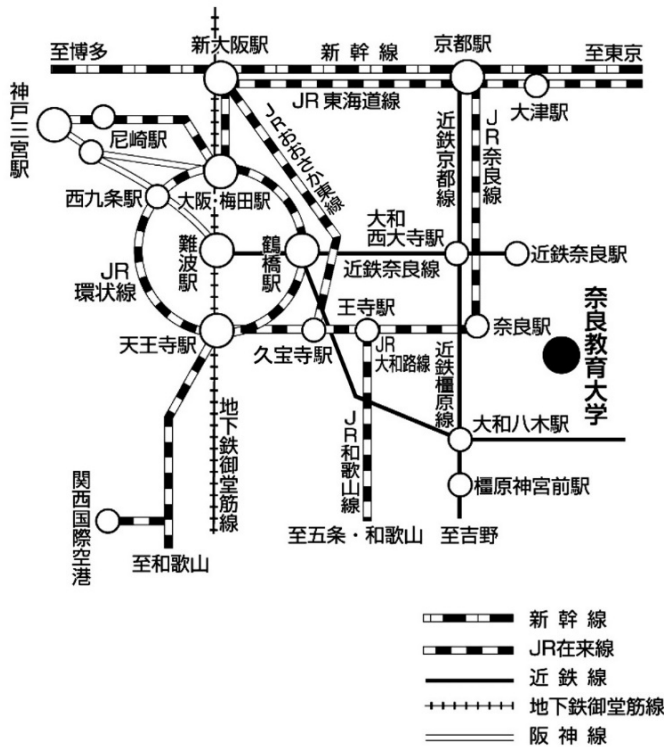 至博多
新大阪駅
新幹線
京都駅
至東京
神戸三宮駅
尼崎駅
JR東海道線
大津駅
JRおおさか東線
近鉄京都線
JR奈良線
西九条駅
大阪・梅田駅
大和
西大寺駅
難波駅
鶴橋駅
近鉄奈良線
近鉄奈良駅
JR
環状線
天王寺駅
久宝寺駅
王寺駅
JR
大和路線
奈良駅
奈良教育大学
近鉄橿原線
地下鉄御堂筋線
JR和歌山線
大和八木駅
橿原神宮前駅
関西国際空港
至和歌山
至五条・和歌山
至吉野
新幹線
JR在来線
近鉄線
地下鉄御堂筋線
阪神線